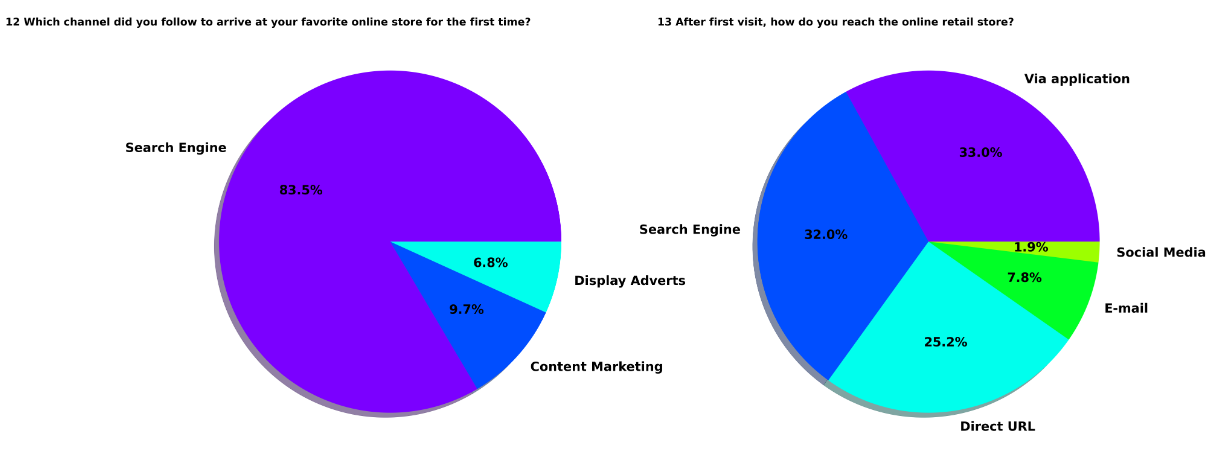 12 Which channel did you follow to arrive at your favorite online store for the first time?
Search Engine
83.5%
6.8%
Display Adverts
9.7%
Content Marketing
13 After first visit, how do you reach the online retail store?
Via application
33.0%
Search Engine
32.0%
1.9%
Social Media
7.8%
E-mail
25.2%
Direct URL